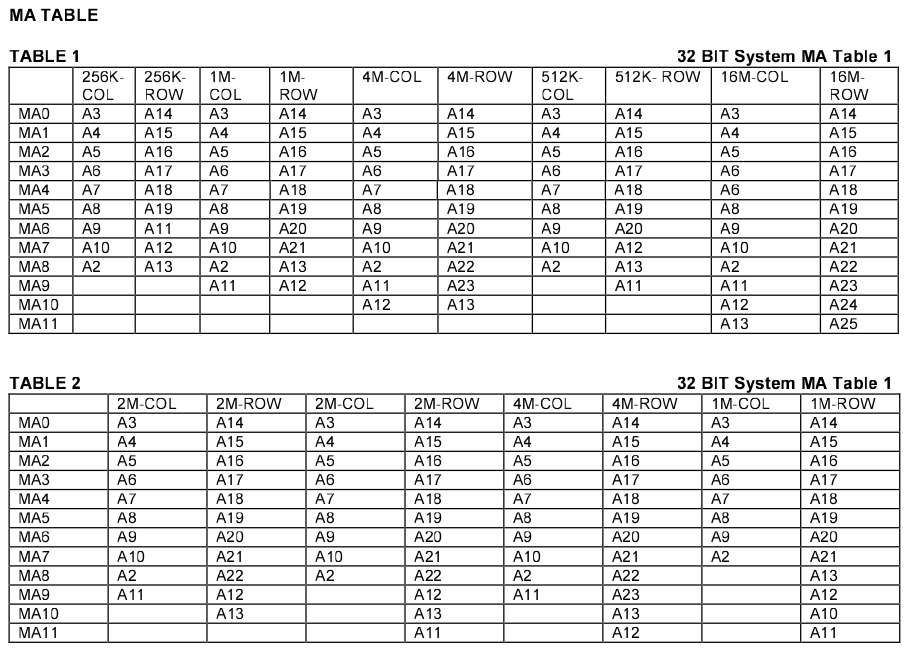 MA TABLE
TABLE 1 32 BIT System MA Table 1
256K-COL 256K-ROW 1M-COL 1M-ROW 4M-COL 4M-ROW 512K-COL 512K- ROW 16M-COL 16M-ROW
MA0 A3 A14 A3 A14 A3 A14 A3 A14 A3 A14
MA1 A4 A15 A4 A15 A4 A15 A4 A15 A4 A15
MA2 A5 A16 A5 A16 A5 A16 A5 A16 A5 A16
MA3 A6 A17 A6 A17 A6 A17 A6 A17 A6 A17
MA4 A7 A18 A7 A18 A7 A18 A7 A18 A6 A18
MA5 A8 A19 A8 A19 A8 A19 A8 A19 A8 A19
MA6 A9 A11 A9 A20 A9 A20 A9 A20 A9 A20
MA7 A10 A12 A10 A21 A10 A21 A10 A12 A10 A21
MA8 A2 A13 A2 A13 A2 A22 A2 A13 A2 A22
MA9 A11 A12 A11 A23 A11 A11 A23
MA10 A12 A13 A12 A24
MA11 A13 A25
TABLE 2 32 BIT System MA Table 1
2M-COL 2M-ROW 2M-COL 2M-ROW 4M-COL 4M-ROW 1M-COL 1M-ROW
MA0 A3 A14 A3 A14 A3 A14 A3 A14
MA1 A4 A15 A4 A15 A4 A15 A4 A15
MA2 A5 A16 A5 A16 A5 A16 A5 A16
MA3 A6 A17 A6 A17 A6 A17 A6 A17
MA4 A7 A18 A7 A18 A7 A18 A7 A18
MA5 A8 A19 A8 A19 A8 A19 A8 A19
MA6 A9 A20 A9 A20 A9 A20 A9 A20
MA7 A10 A21 A10 A21 A10 A21 A2 A21
MA8 A2 A22 A2 A22 A2 A22 A13
MA9 A11 A12 A12 A11 A23 A12
MA10 A13 A13 A13 A10
MA11 A11 A12 A11